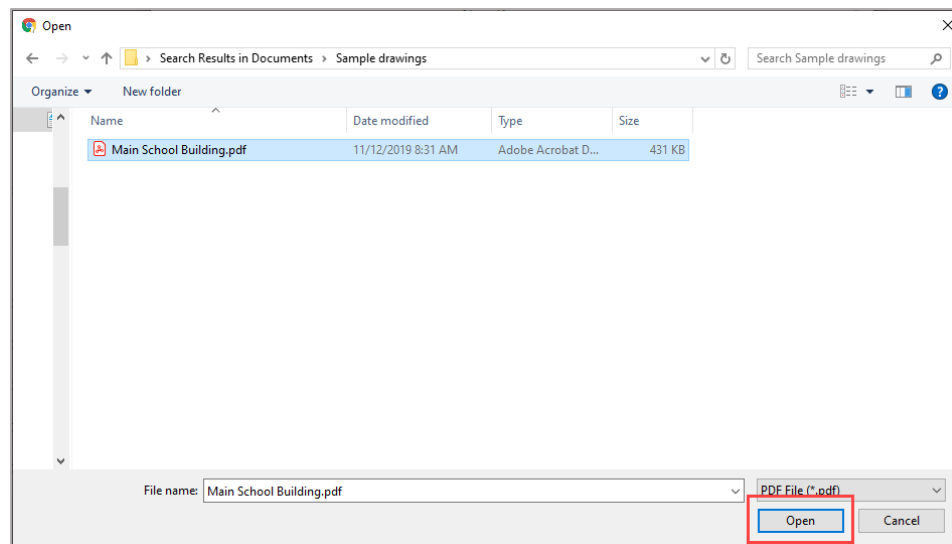 Open
Search Results in Documents › Sample drawings
Search Sample drawings
Organize
New folder
?
Name Date modified Type Size
Main School Building.pdf 11/12/2019 8:31 AM Adobe Acrobat D... 431 KB
File name: Main School Building.pdf
PDF File (*.pdf)
Open Cancel